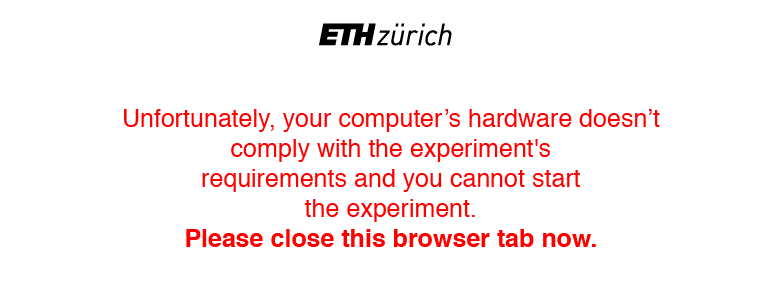 ETH zürich
Unfortunately, your computer’s hardware doesn’t
comply with the experiment's
requirements and you cannot start
the experiment.
Please close this browser tab now.